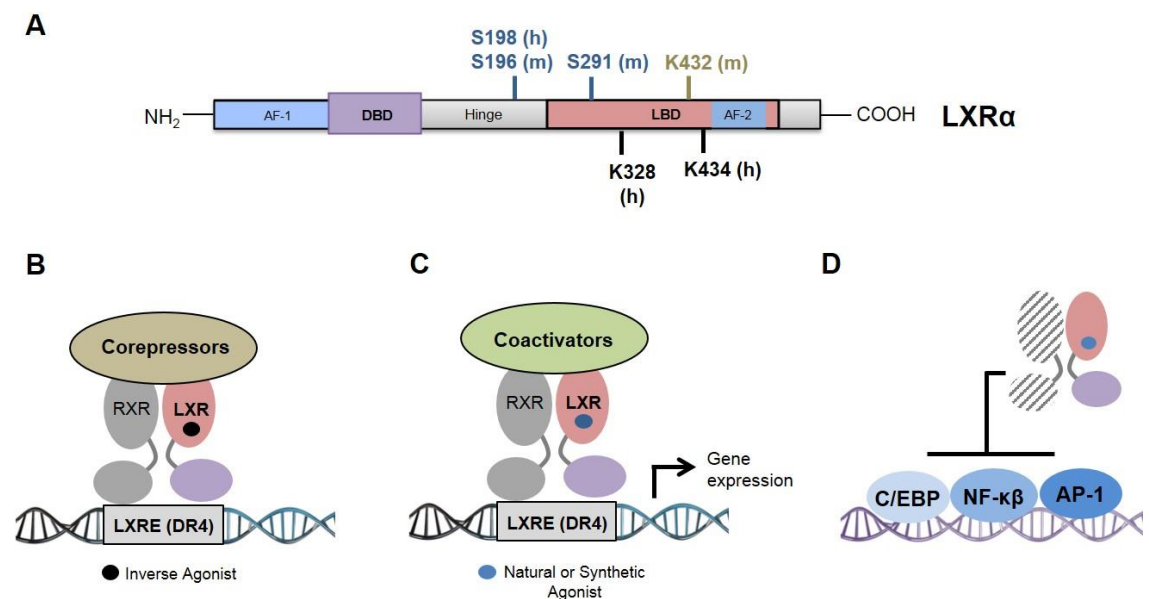 A
S198 (h)
S196 (m)
S291 (m)
K432 (m)
NH2
AF-1
DBD
Hinge
LBD
AF-2
COOH
LXRα
K328
(h)
K434 (h)
B
Corepressors
RXR
LXR
LXRE (DR4)
Inverse Agonist
C
Coactivators
RXR
LXR
Gene
expression
LXRE (DR4)
Natural or Synthetic
Agonist
D
C/EBP
NF-κβ
AP-1